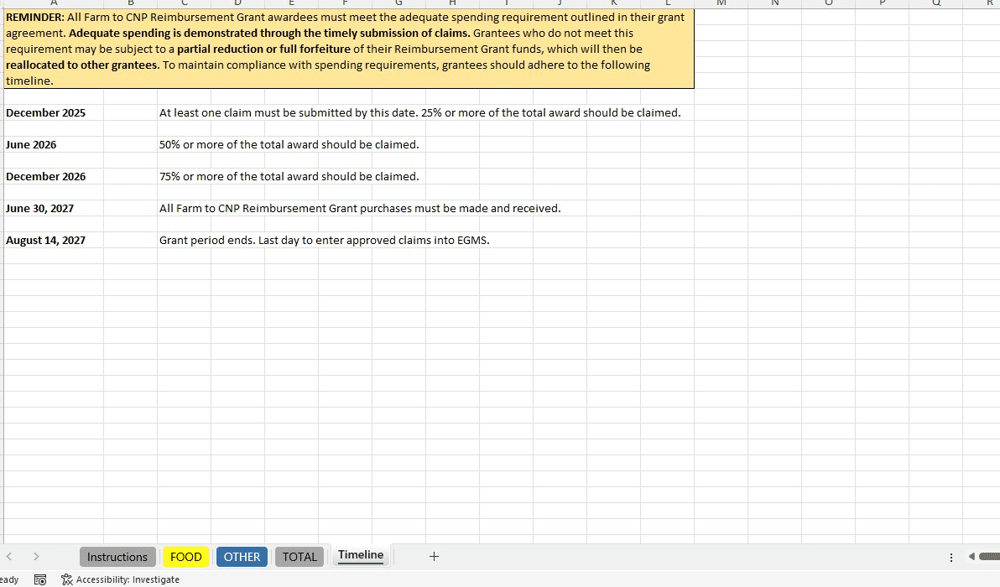 A B C D E F G H I J K L M N O P Q R
REMINDER: All Farm to CNP Reimbursement Grant awardees must meet the adequate spending requirement outlined in their grant
agreement. Adequate spending is demonstrated through the timely submission of claims. Grantees who do not meet this
requirement may be subject to a partial reduction or full forfeiture of their Reimbursement Grant funds, which will then be
reallocated to other grantees. To maintain compliance with spending requirements, grantees should adhere to the following
timeline.
December 2025 At least one claim must be submitted by this date. 25% or more of the total award should be claimed.
June 2026 50% or more of the total award should be claimed.
December 2026 75% or more of the total award should be claimed.
June 30, 2027 All Farm to CNP Reimbursement Grant purchases must be made and received.
August 14, 2027 Grant period ends. Last day to enter approved claims into EGMS.
Instructions FOOD OTHER TOTAL Timeline
eady Accessibility: Investigate